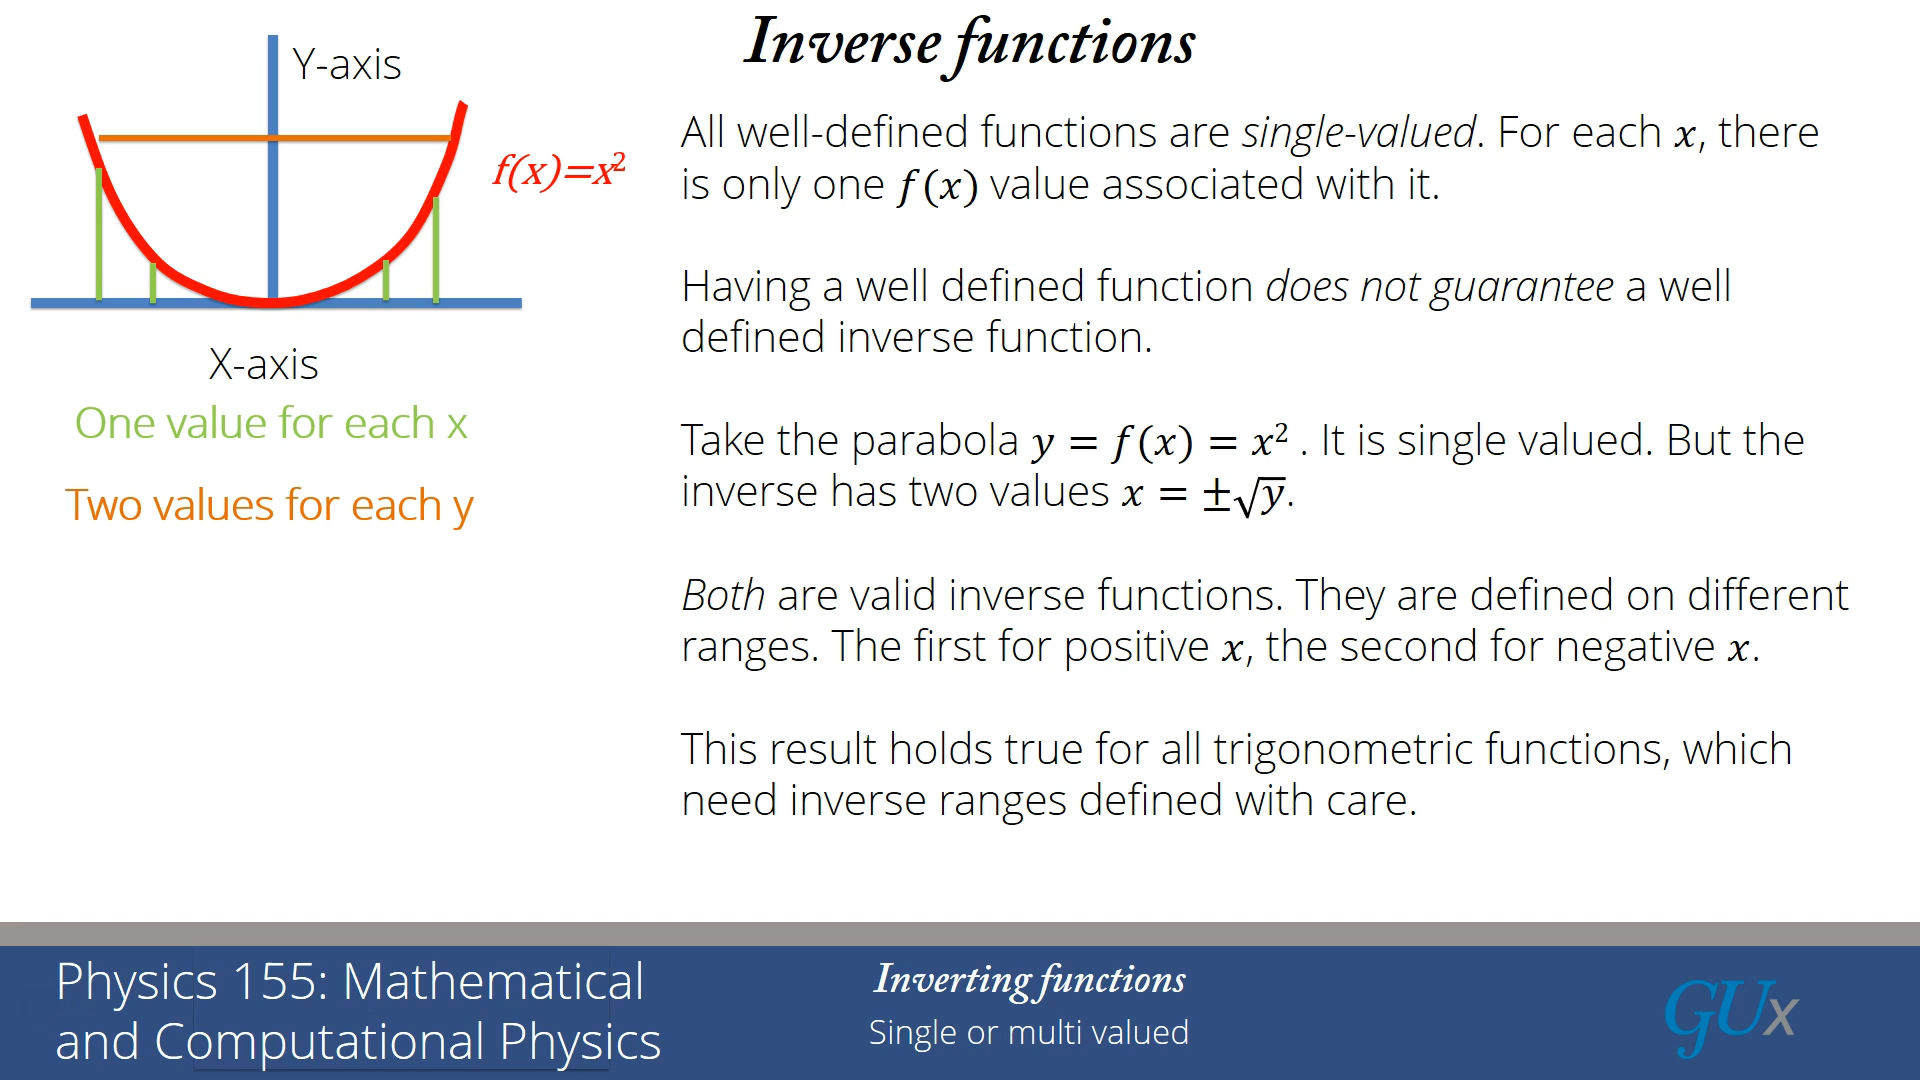 Inverse functions
Y-axis
f(x)=x²
X-axis
One value for each x
Two values for each y
All well-defined functions are single-valued. For each x, there
is only one f(x) value associated with it.
Having a well defined function does not guarantee a well
defined inverse function.
Take the parabola y = f(x) = x² . It is single valued. But the
inverse has two values x = ±√y.
Both are valid inverse functions. They are defined on different
ranges. The first for positive x, the second for negative x.
This result holds true for all trigonometric functions, which
need inverse ranges defined with care.
Physics 155: Mathematical
and Computational Physics
Inverting functions
Single or multi valued
GUx